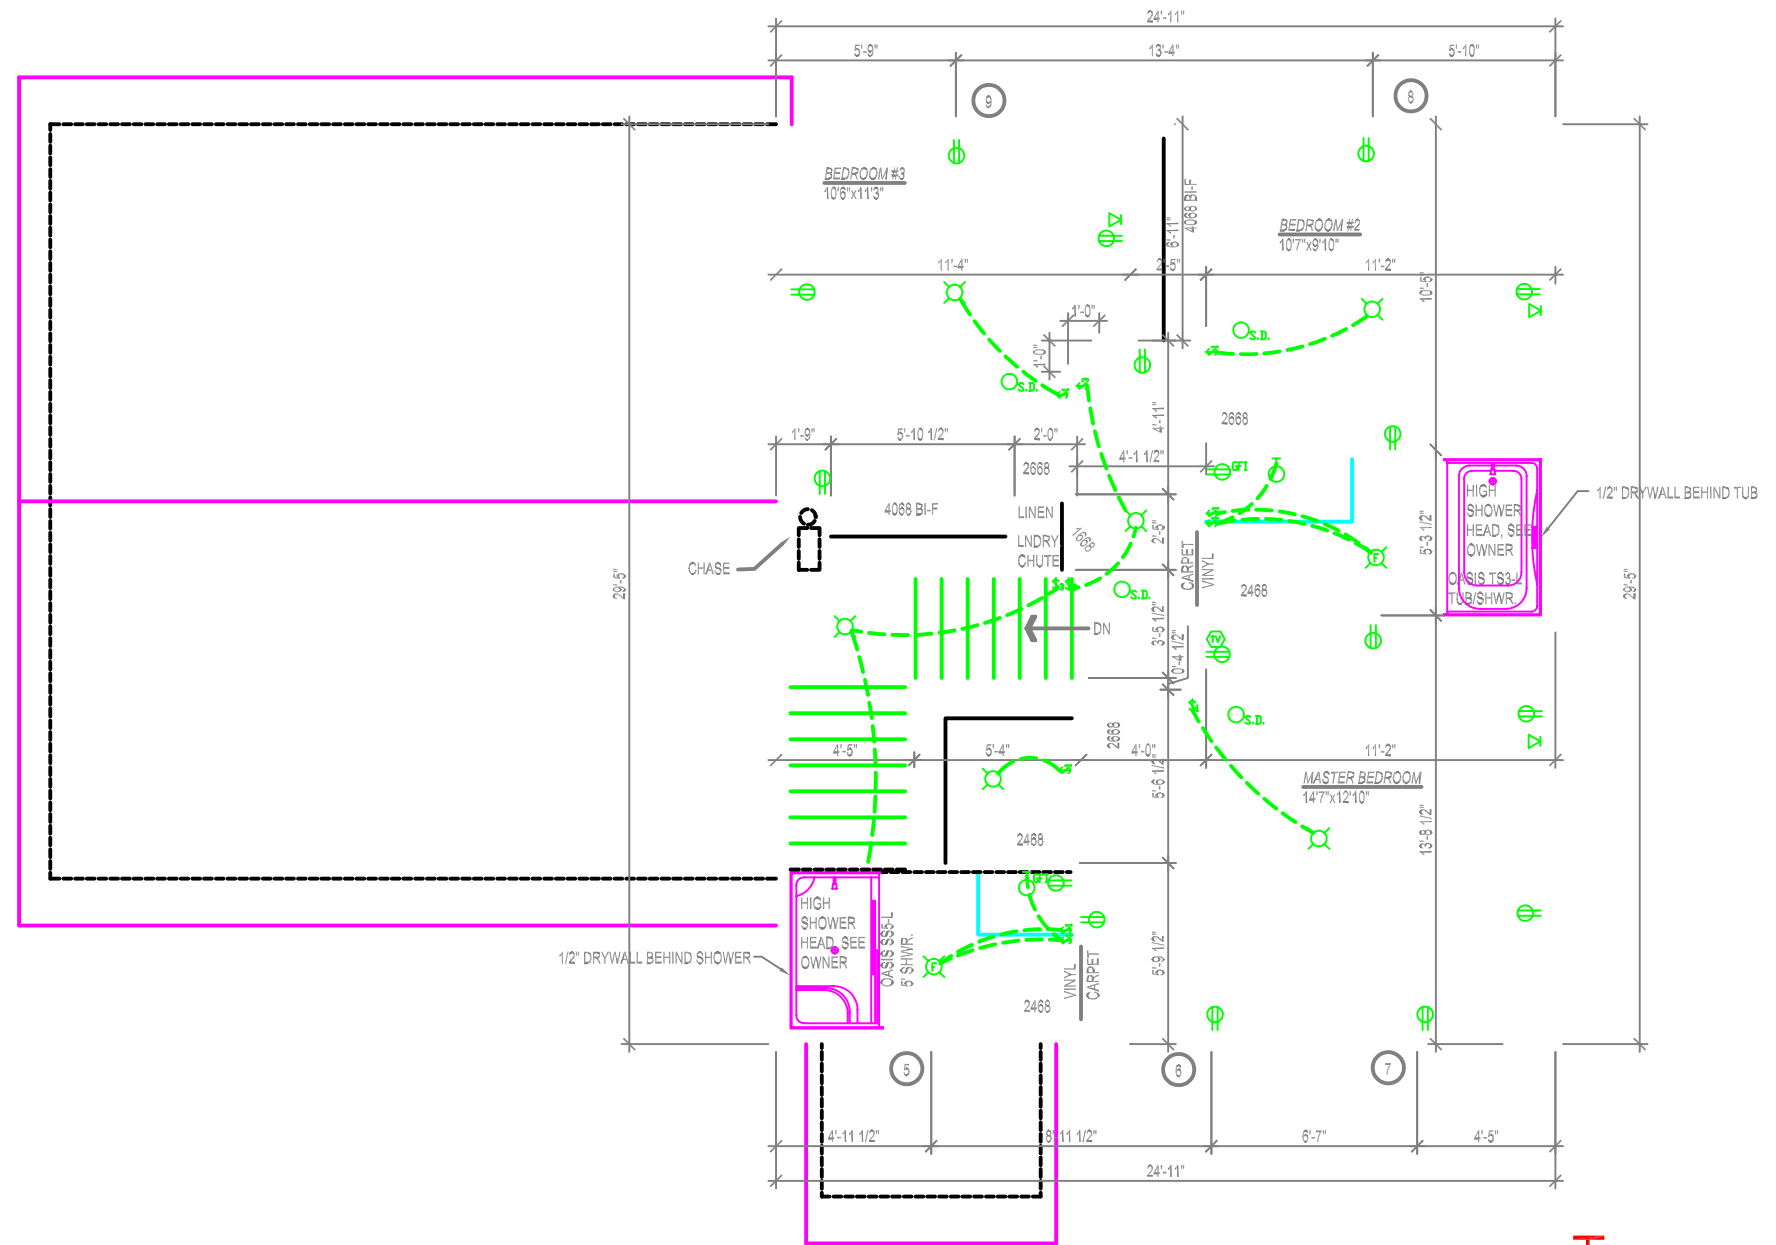 24'-11"
5'-9"
13'-4"
5'-10"
9
8
BEDROOM #3
10'6"x11'3"
4068 BI-F
6'-11"
BEDROOM #2
10'7"x9'10"
11'-4"
2'-5"
11'-2"
10'-5"
1'-0"
1'-0"
S.D.
S.D.
4'-11"
2668
1'-9"
5'-10 1/2"
2'-0"
4'-1 1/2"
2668
GFI
HIGH
SHOWER
HEAD, SEE
OWNER
1/2" DRYWALL BEHIND TUB
4068 BI-F
LINEN
LNDRY
CHUTE
1668
2'-5"
CARPET
VINYL
F
5'-3 1/2"
CHASE
29'-5"
29'-5"
OASIS TS3-L
TUB/SHWR.
2468
S.D.
DN
3'-5 1/2"
0'-4 1/2"
TV
S.D.
2668
4'-5"
5'-4"
4'-0"
11'-2"
5'-6 1/2"
MASTER BEDROOM
14'7"x12'10"
13'-8 1/2"
2468
GFI
HIGH
SHOWER
HEAD, SEE
OWNER
OASIS SS5-L
5' SHWR.
1/2" DRYWALL BEHIND SHOWER
F
VINYL
CARPET
5'-9 1/2"
2468
5
6
7
4'-11 1/2"
8'-11 1/2"
6'-7"
4'-5"
24'-11"